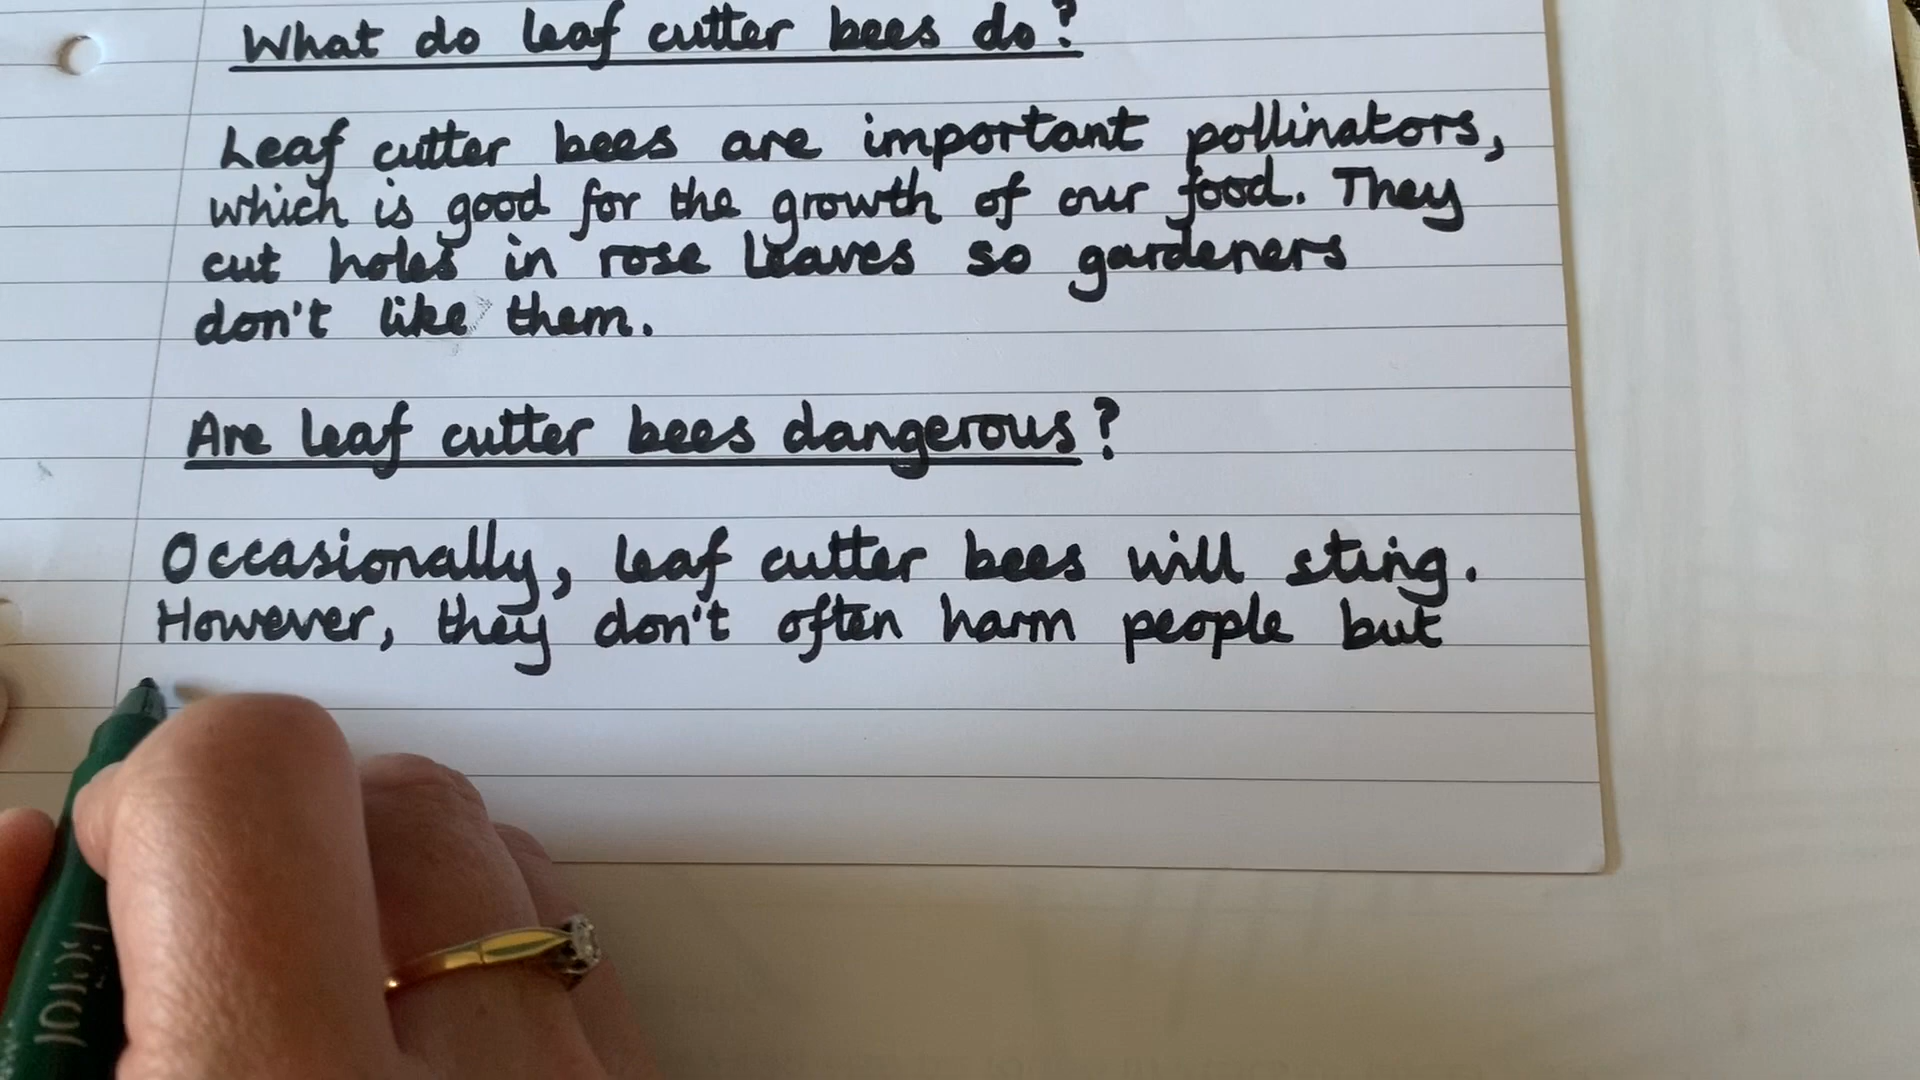 What do leaf cutter bees do?
Leaf cutter bees are important pollinators,
which is good for the growth of our food. They
cut holes in rose leaves so gardeners
don't like them.
Are leaf cutter bees dangerous?
Occasionally, leaf cutter bees will sting.
However, they don't often harm people but